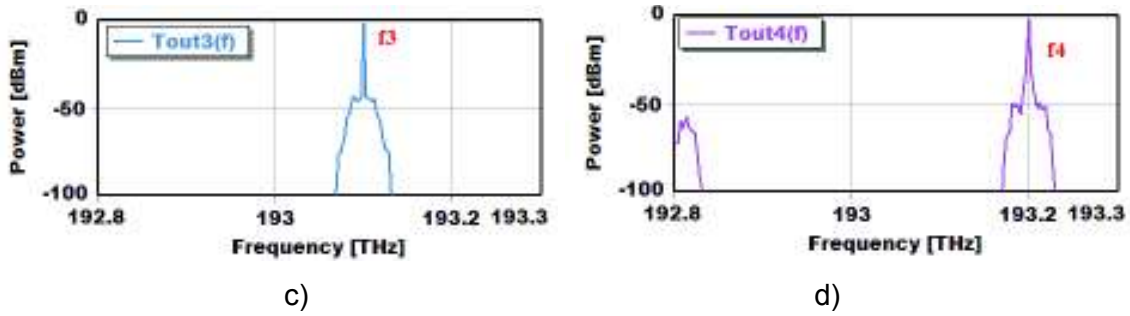 0
Tout3(f)
f3
Power [dBm]
-50
-100
192.8 193 193.2 193.3
Frequency [THz]
c)
0
Tout4(f)
f4
Power [dBm]
-50
-100
192.8 193 193.2 193.3
Frequency [THz]
d)